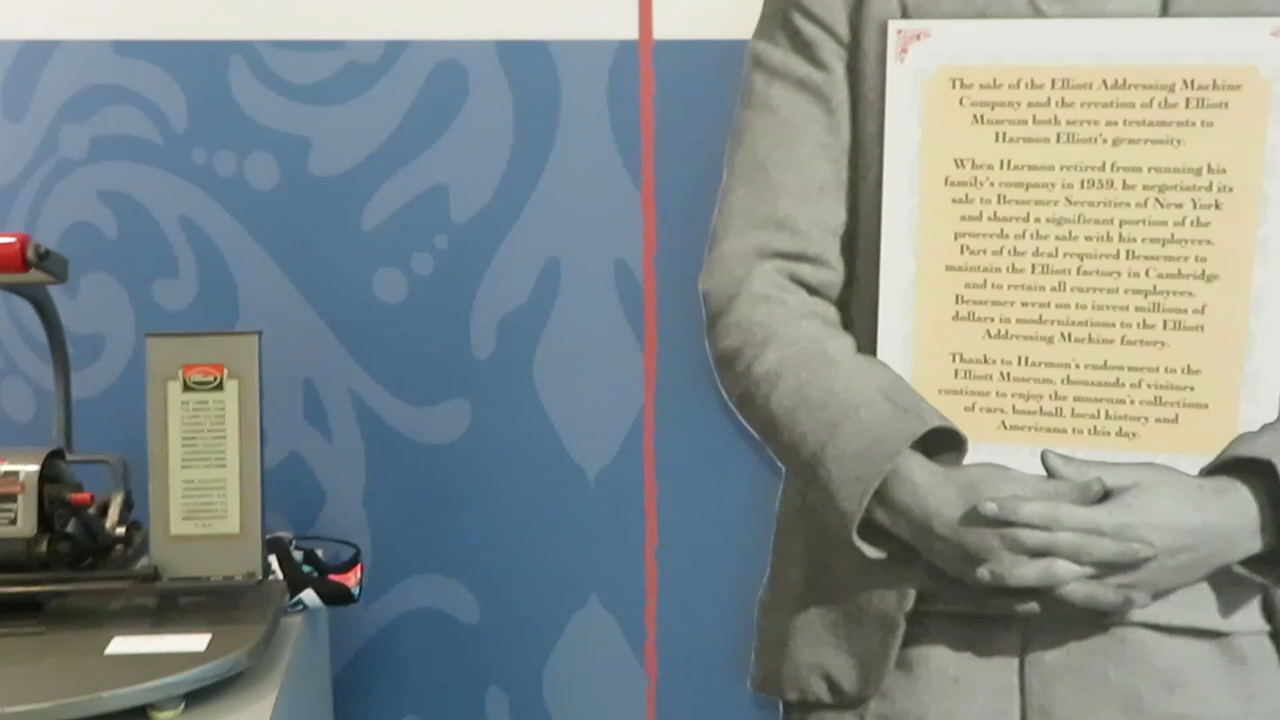 The sale of the Elliott Addressing Machine
Company and the creation of the Elliott
Museum both serve as testaments to
Harmon Elliott's generosity.
When Harmon retired from running his
family's company in 1959, he negotiated its
sale to Bessemer Securities of New York
and shared a significant portion of the
proceeds of the sale with his employees.
Part of the deal required Bessemer to
maintain the Elliott factory in Cambridge
and to retain all current employees.
Bessemer went on to invest millions of
dollars in modernizations to the Elliott
Addressing Machine factory.
Thanks to Harmon's endowment to the
Elliott Museum, thousands of visitors
continue to enjoy the museum's collections
of cars, baseball, local history and
Americana to this day.